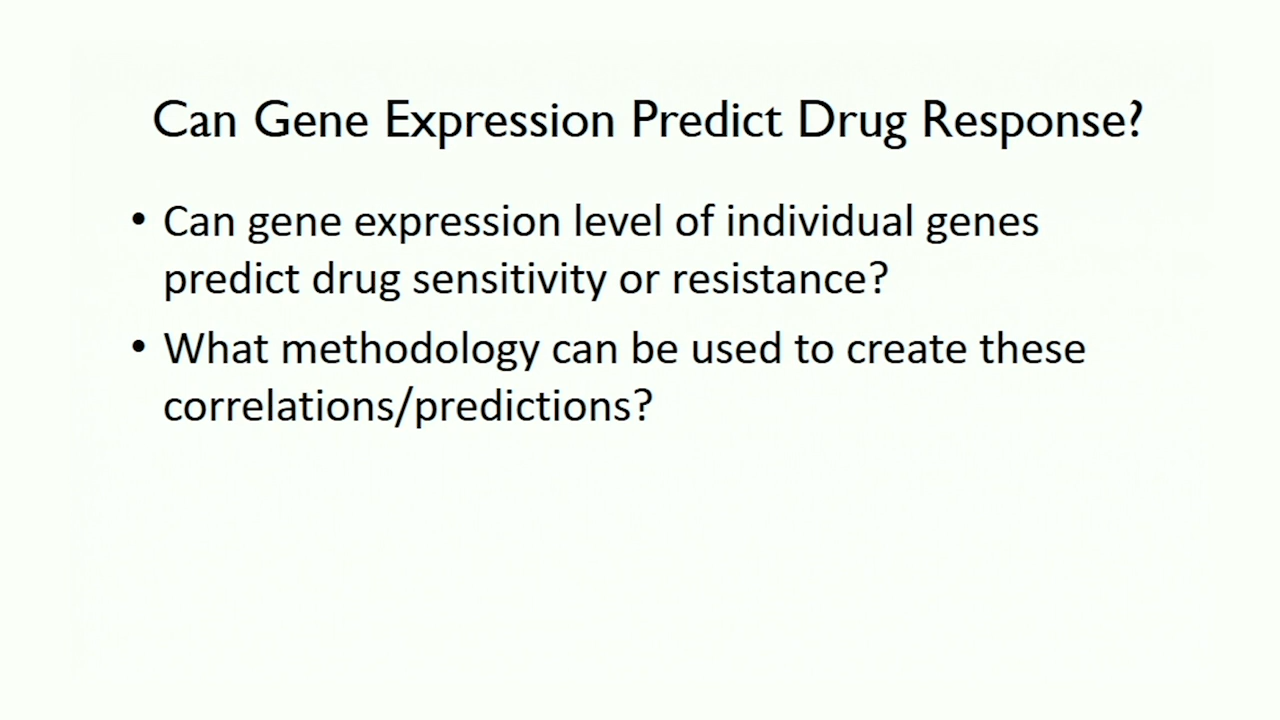 Can Gene Expression Predict Drug Response?
• Can gene expression level of individual genes
predict drug sensitivity or resistance?
• What methodology can be used to create these
correlations/predictions?